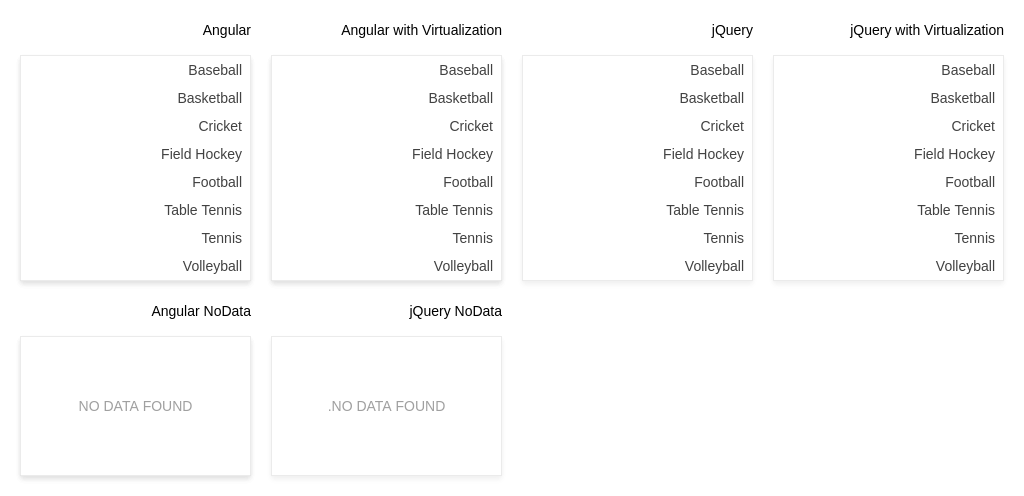 Angular
Baseball
Basketball
Cricket
Field Hockey
Football
Table Tennis
Tennis
Volleyball
Angular with Virtualization
Baseball
Basketball
Cricket
Field Hockey
Football
Table Tennis
Tennis
Volleyball
jQuery
Baseball
Basketball
Cricket
Field Hockey
Football
Table Tennis
Tennis
Volleyball
jQuery with Virtualization
Baseball
Basketball
Cricket
Field Hockey
Football
Table Tennis
Tennis
Volleyball
Angular NoData
NO DATA FOUND
jQuery NoData
.NO DATA FOUND